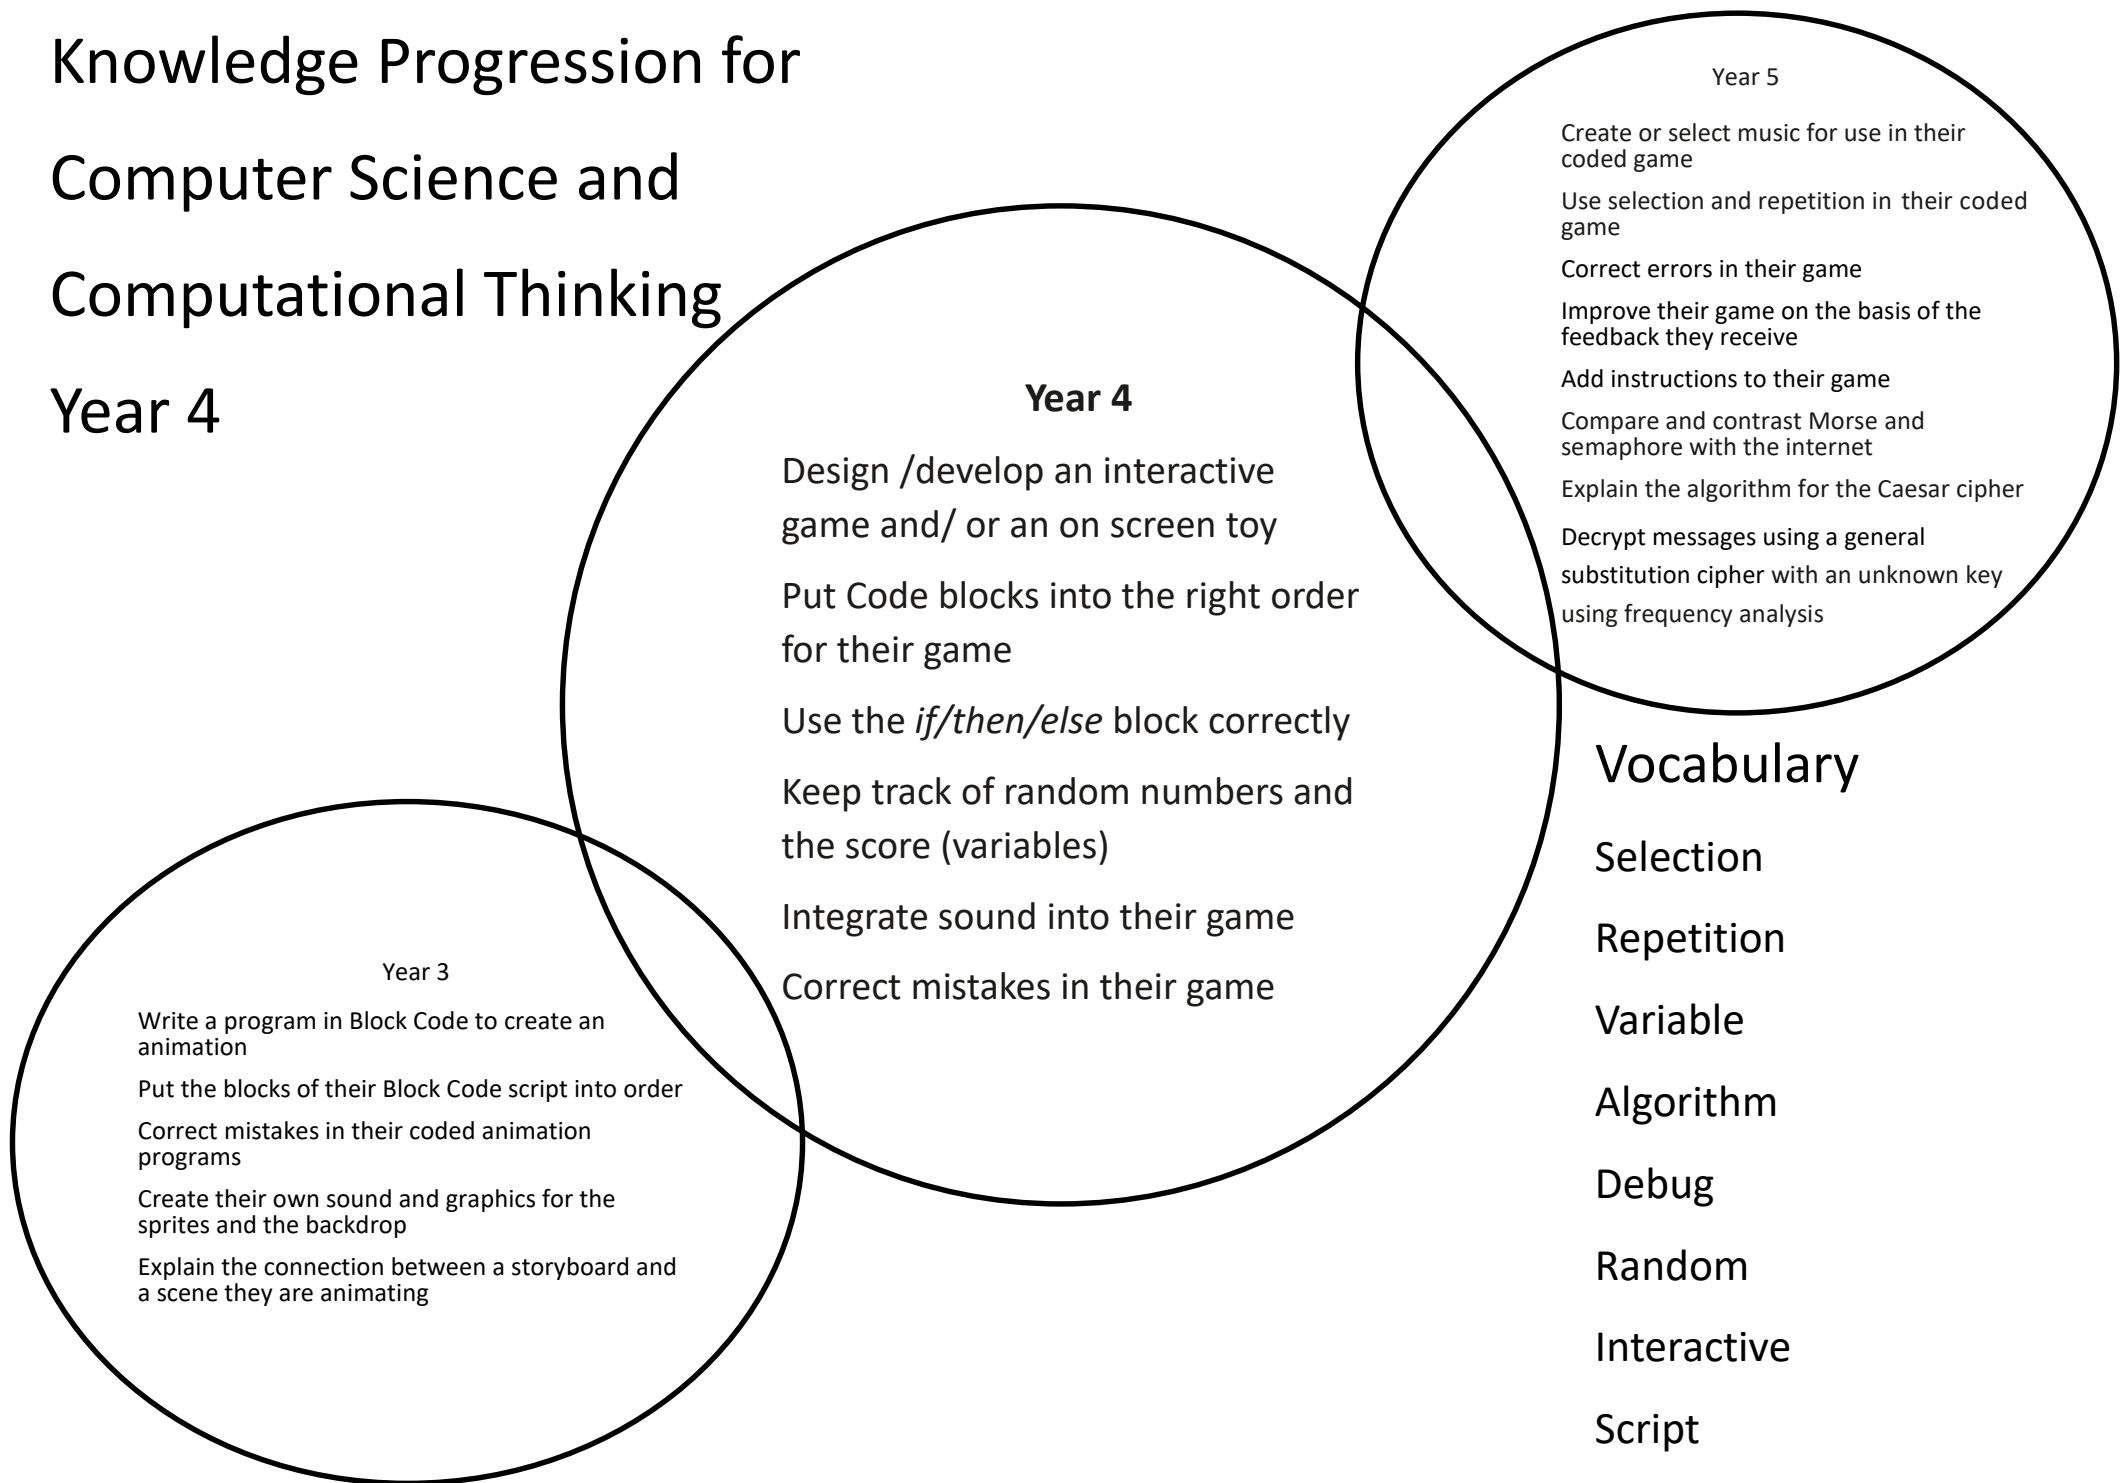 Knowledge Progression for
Computer Science and
Computational Thinking
Year 4
Year 5
Create or select music for use in their
coded game
Use selection and repetition in their coded
game
Correct errors in their game
Improve their game on the basis of the
feedback they receive
Add instructions to their game
Compare and contrast Morse and
semaphore with the internet
Explain the algorithm for the Caesar cipher
Decrypt messages using a general
substitution cipher with an unknown key
using frequency analysis
Year 4
Design /develop an interactive
game and/ or an on screen toy
Put Code blocks into the right order
for their game
Use the if/then/else block correctly
Keep track of random numbers and
the score (variables)
Integrate sound into their game
Correct mistakes in their game
Year 3
Write a program in Block Code to create an
animation
Put the blocks of their Block Code script into order
Correct mistakes in their coded animation
programs
Create their own sound and graphics for the
sprites and the backdrop
Explain the connection between a storyboard and
a scene they are animating
Vocabulary
Selection
Repetition
Variable
Algorithm
Debug
Random
Interactive
Script